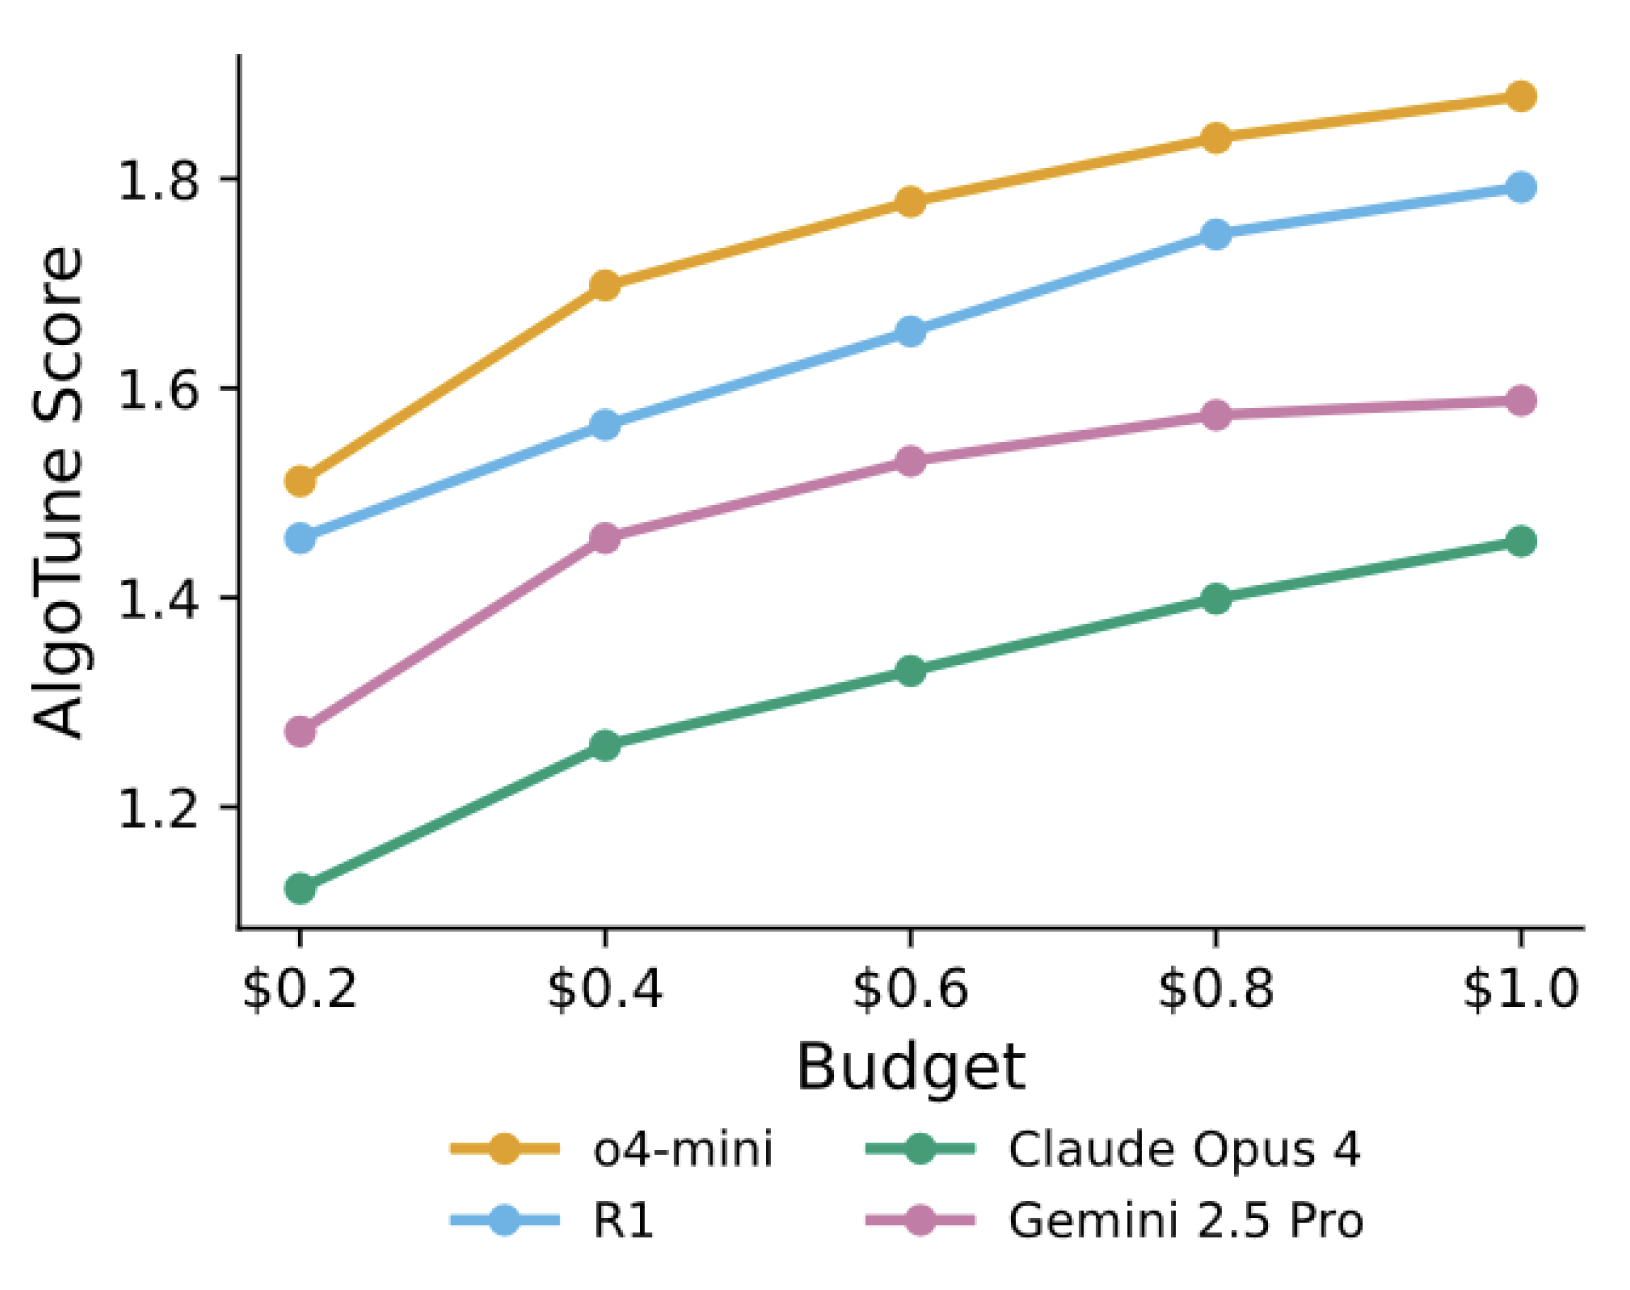 AlgoTune Score
1.8
1.6
1.4
1.2
$0.2 $0.4 $0.6 $0.8 $1.0
Budget
o4-mini
R1
Claude Opus 4
Gemini 2.5 Pro